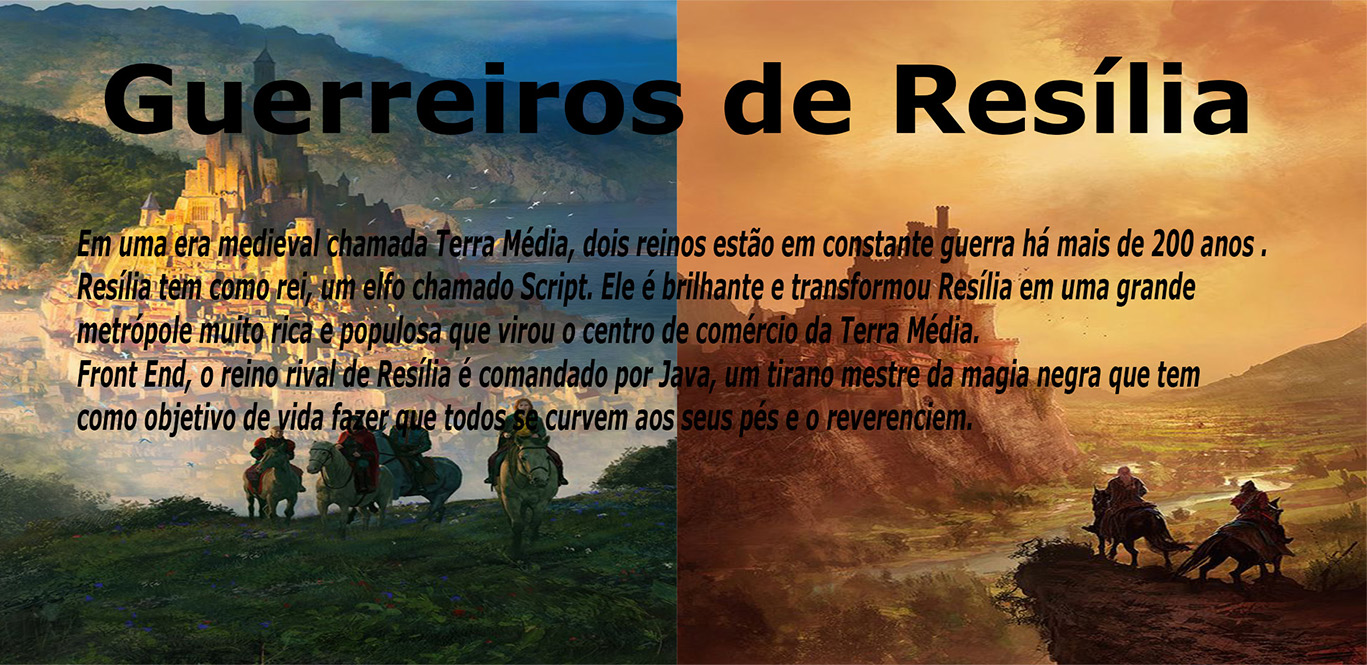 Guerreiros de Resília
Em uma era medieval chamada Terra Média, dois reinos estão em constante guerra há mais de 200 anos .
Resília tem como rei, um elfo chamado Script. Ele é brilhante e transformou Resília em uma grande
metrópole muito rica e populosa que virou o centro de comércio da Terra Média.
Front End, o reino rival de Resília é comandado por Java, um tirano mestre da magia negra que tem
como objetivo de vida fazer que todos se curvem aos seus pés e o reverenciem.